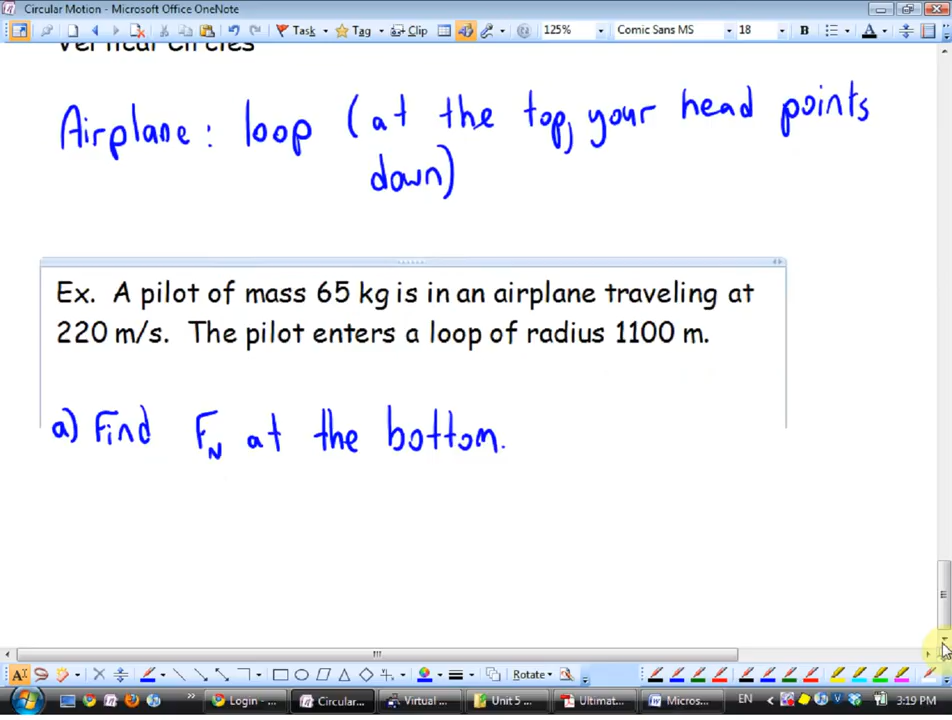 Circular Motion - Microsoft Office OneNote
Task Tag Clip 125% Comic Sans MS 18 B A
Vertical Circles
Airplane: loop (at the top, your head points
down)
Ex. A pilot of mass 65 kg is in an airplane traveling at
220 m/s. The pilot enters a loop of radius 1100 m.
a) Find FN at the bottom.
Rotate
Login - ... Circular... Virtual ... Unit 5 ... Ultimat... Micros... EN 3:19 PM